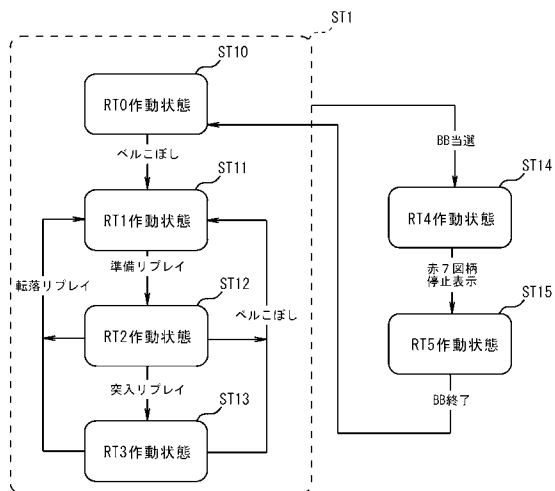 ST1
ST10
RT0作動状態
ベルこぼし
ST11
RT1作動状態
BB当選
ST14
RT4作動状態
転落リプレイ
準備リプレイ
ST12
RT2作動状態
ベルこぼし
赤7図柄
停止表示
ST15
RT5作動状態
突入リプレイ
ST13
RT3作動状態
BB終了